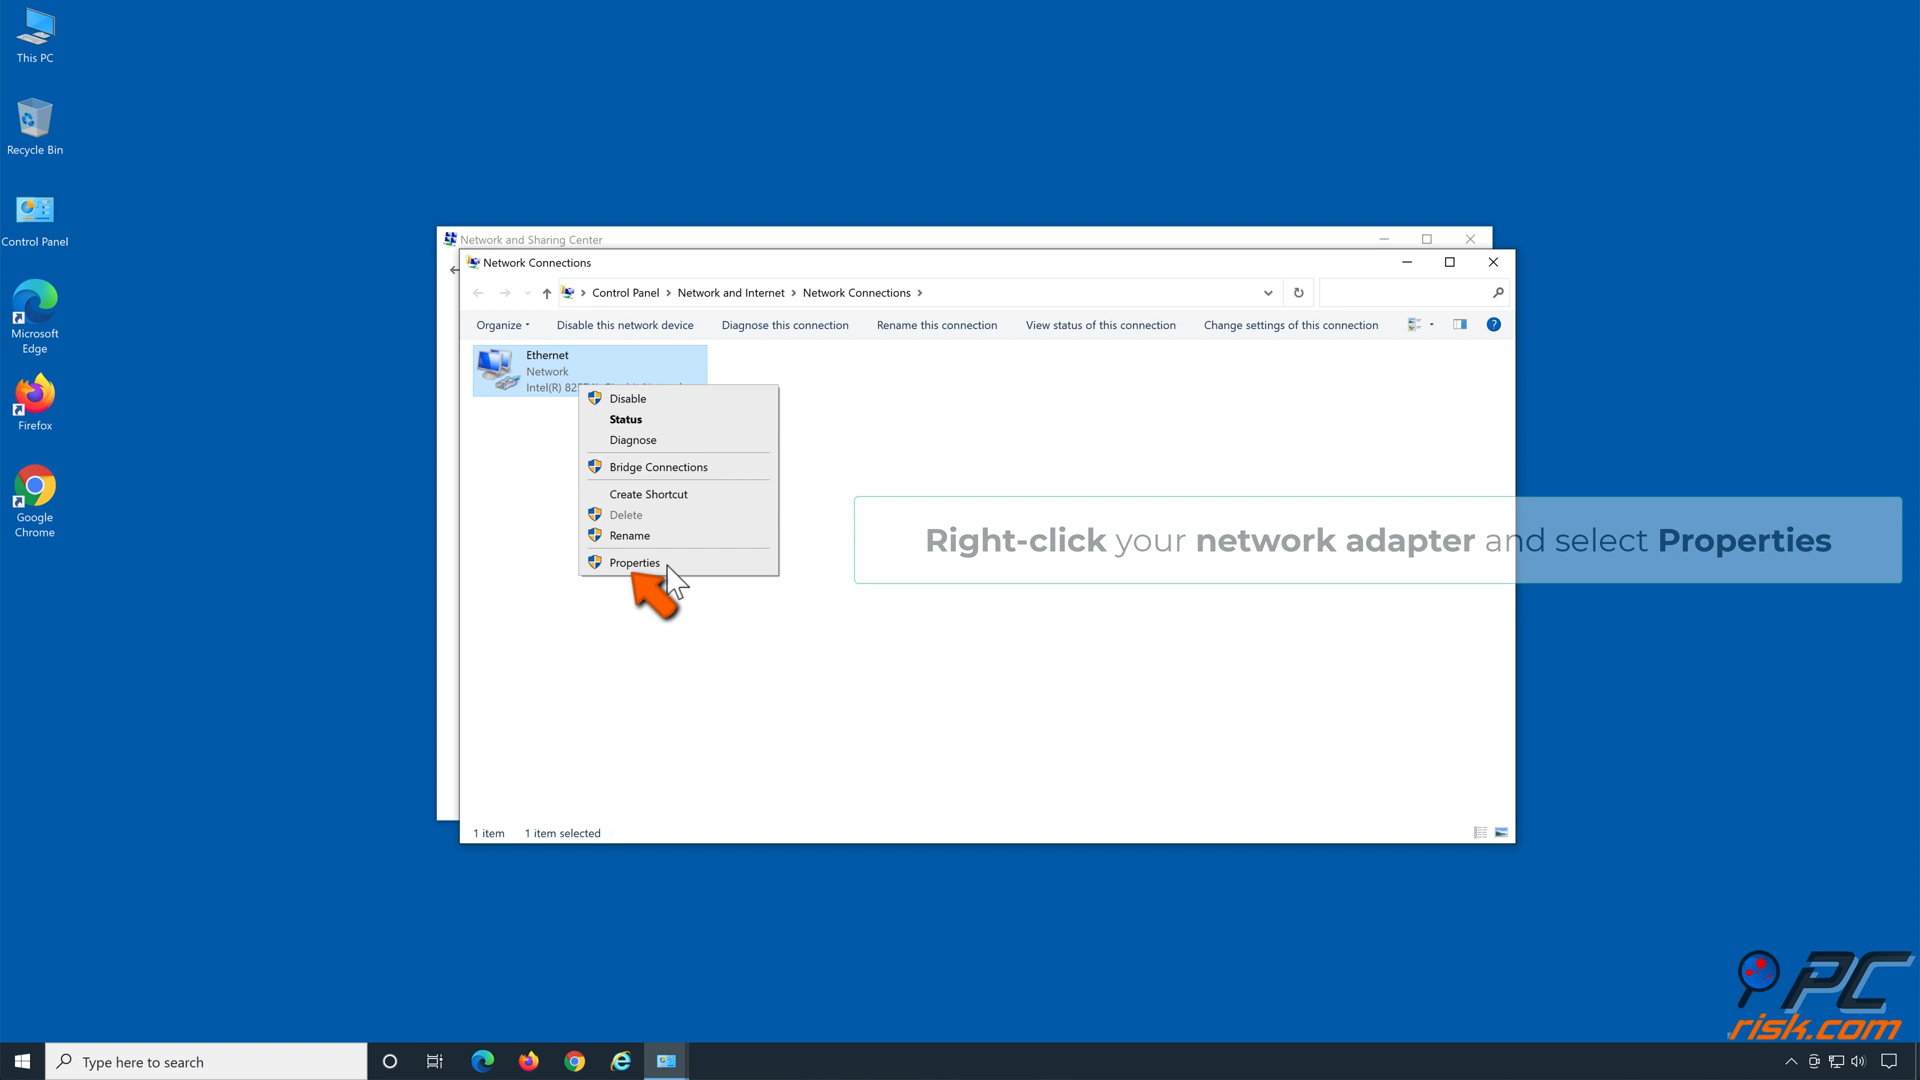 This PC
Recycle Bin
Control Panel
Microsoft
Edge
Firefox
Google
Chrome
Network and Sharing Center
Network Connections
Control Panel > Network and Internet > Network Connections >
Organize
Disable this network device
Diagnose this connection
Rename this connection
View status of this connection
Change settings of this connection
Ethernet
Network
Intel(R)
Disable
Status
Diagnose
Bridge Connections
Create Shortcut
Delete
Rename
Properties
Right-click your network adapter and select Properties
1 item
1 item selected
PC
risk.com
Type here to search